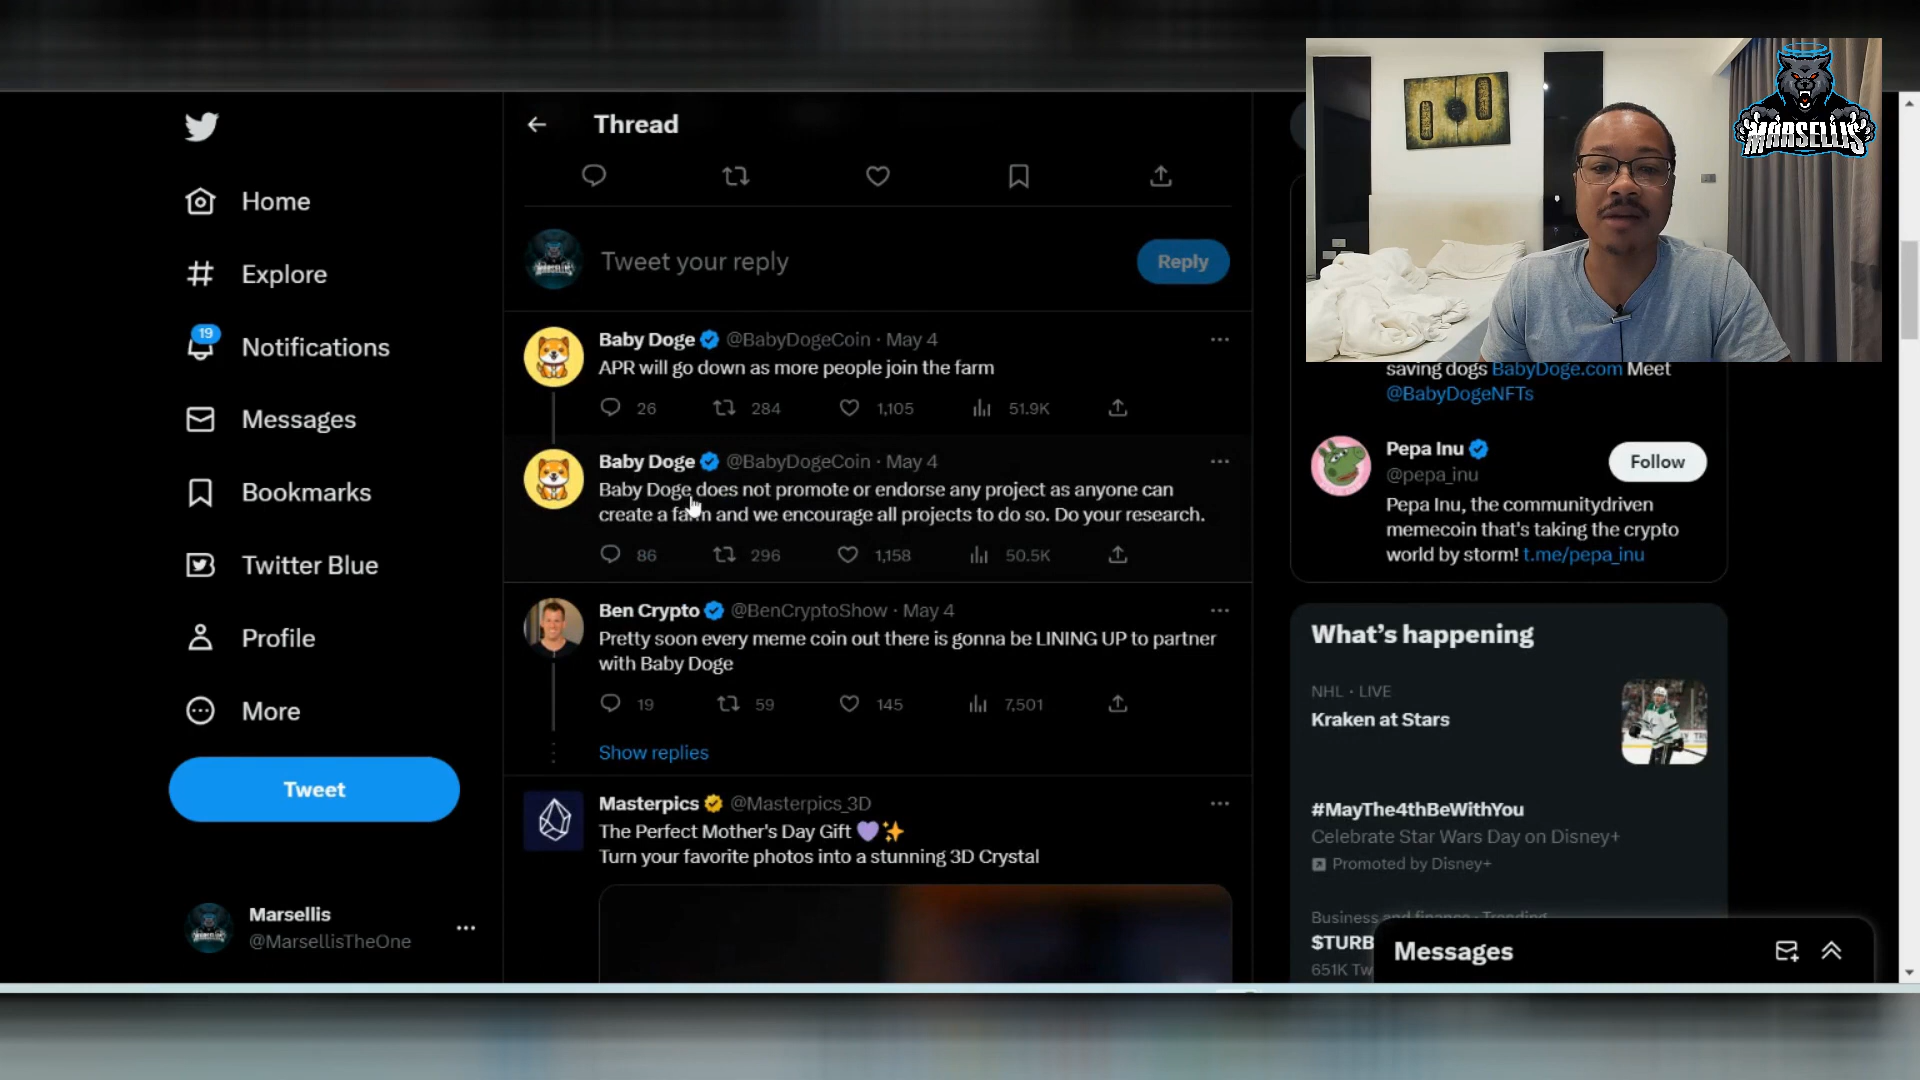 Home
Explore
19
Notifications
Messages
Bookmarks
Twitter Blue
Profile
More
Tweet
Marsellis
@MarsellisTheOne
Thread
Tweet your reply
Reply
Baby Doge @BabyDogeCoin · May 4
APR will go down as more people join the farm
26 284 1,105 51.9K
Baby Doge @BabyDogeCoin · May 4
Baby Doge does not promote or endorse any project as anyone can
create a farm and we encourage all projects to do so. Do your research.
86 296 1,158 50.5K
Ben Crypto @BenCryptoShow · May 4
Pretty soon every meme coin out there is gonna be LINING UP to partner
with Baby Doge
19 59 145 7,501
Show replies
Masterpics @Masterpics_3D
The Perfect Mother's Day Gift 💜✨
Turn your favorite photos into a stunning 3D Crystal
MARSELLIS
saving dogs BabyDoge.com Meet
@BabyDogeNFTs
Pepa Inu
@pepa_inu
Follow
Pepa Inu, the communitydriven
memecoin that's taking the crypto
world by storm! t.me/pepa_inu
What's happening
NHL · LIVE
Kraken at Stars
#MayThe4thBeWithYou
Celebrate Star Wars Day on Disney+
Promoted by Disney+
Business and finance · Trending
$TURB
651K Tw
Messages